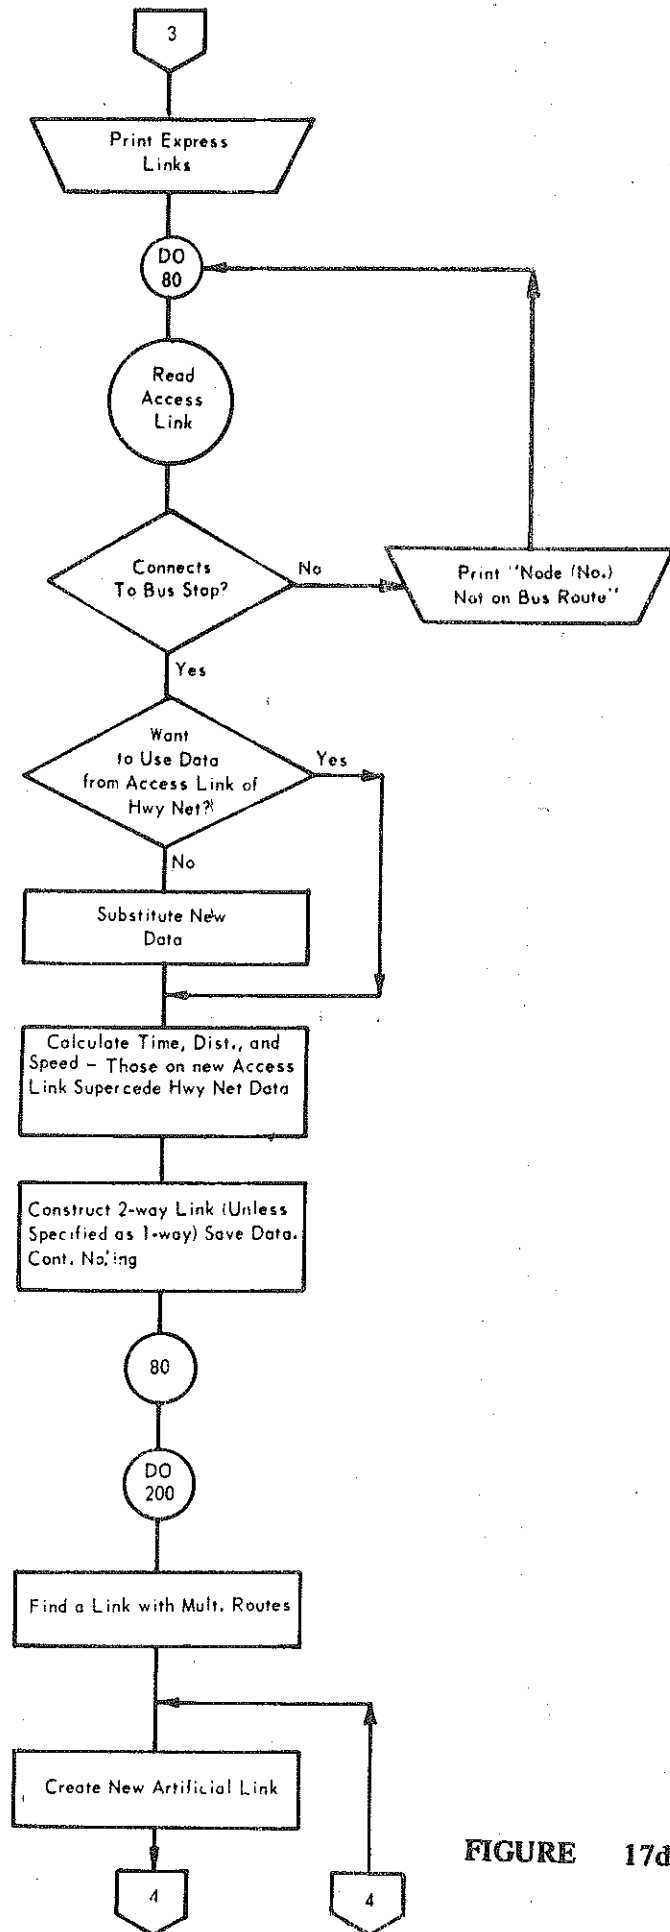 3
Print Express
Links
DO
80
Read
Access
Link
Connects
To Bus Stop?
No
Print "Node (No.)
Not on Bus Route"
Yes
Want
to Use Data
from Access Link of
Hwy Net?
Yes
No
Substitute New
Data
Calculate Time, Dist., and
Speed - Those on new Access
Link Supercede Hwy Net Data
Construct 2-way Link (Unless
Specified as 1-way) Save Data.
Cont. No'ing
80
DO
200
Find a Link with Mult. Routes
Create New Artificial Link
4
4
FIGURE 17d